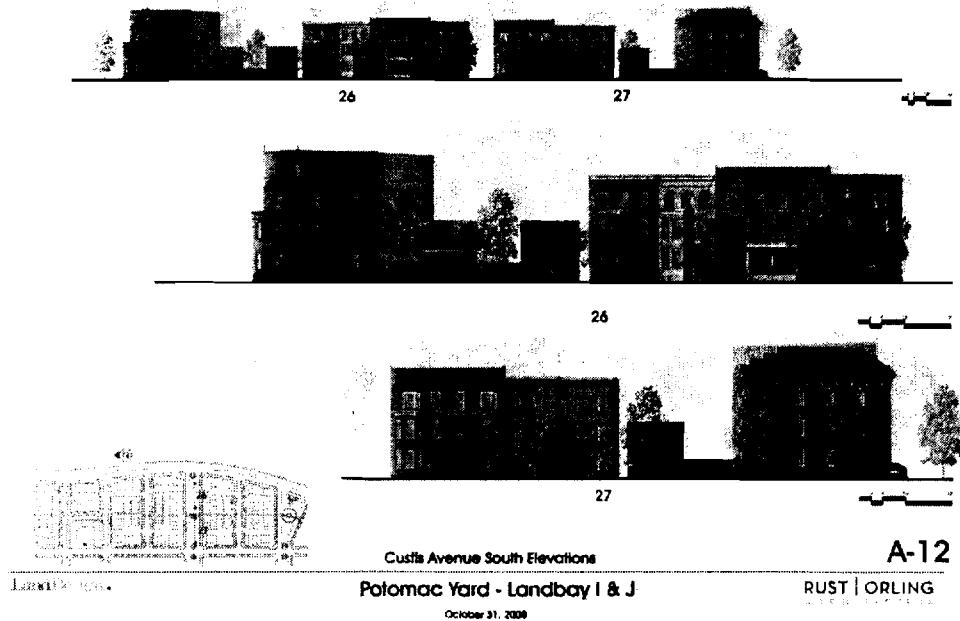 26 27
26
27
Custis Avenue South Elevations
A-12
Potomac Yard - Landbay I & J
RUST | ORLING
October 31, 2008